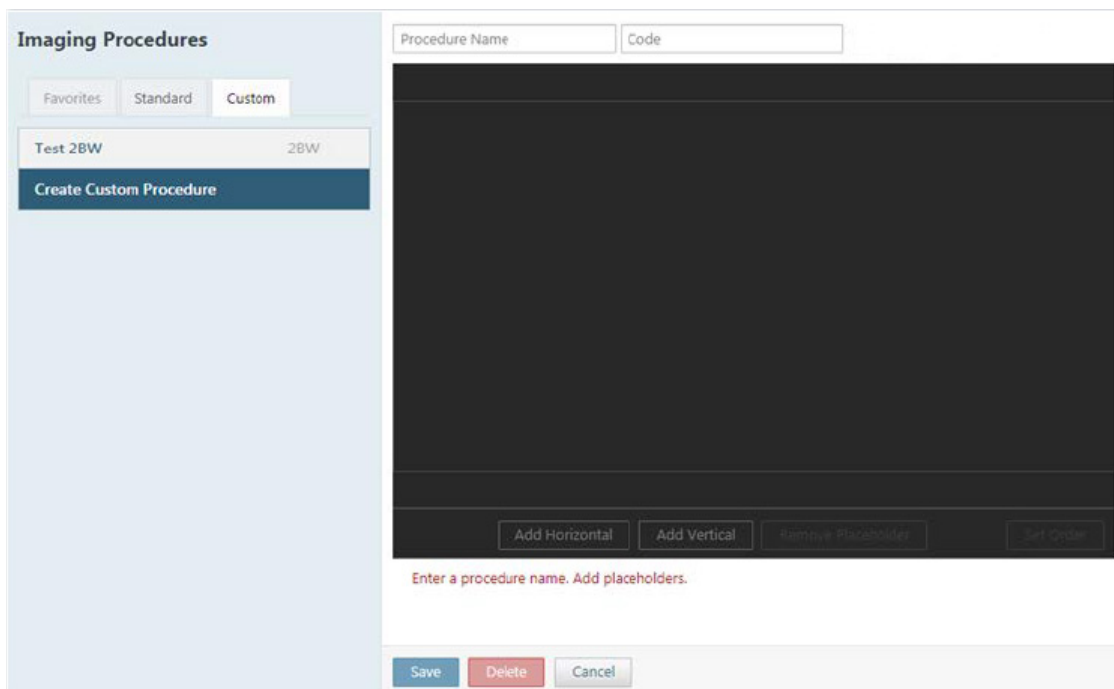 Imaging Procedures
Procedure Name Code
Favorites Standard Custom
Test 2BW 2BW
Create Custom Procedure
Add Horizontal Add Vertical Remove Placeholder Set Order
Enter a procedure name. Add placeholders.
Save Delete Cancel